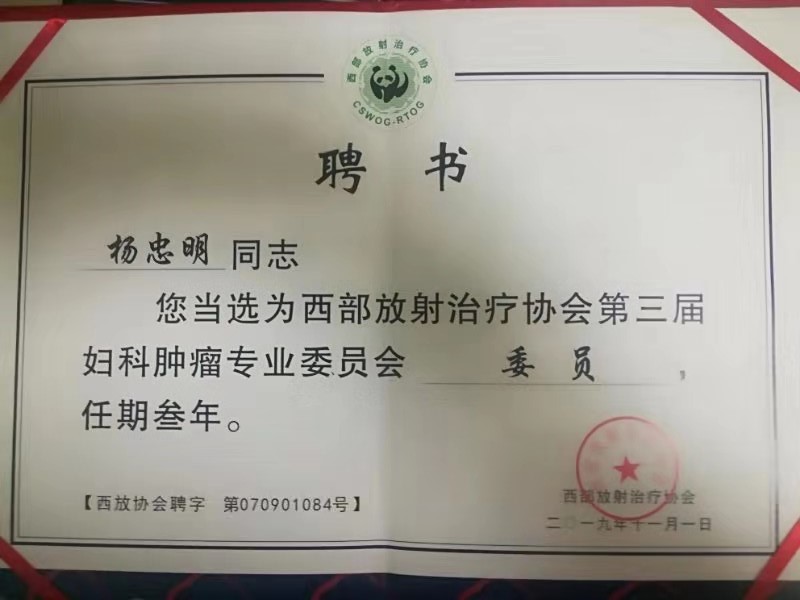 西部放射治疗协会
CSWOG-RTOG
聘书
杨忠明同志
您当选为西部放射治疗协会第三届
妇科肿瘤专业委员会 委员，
任期叁年。
【西放协会聘字 第070901084号】
西部放射治疗协会
二〇一九年十一月一日